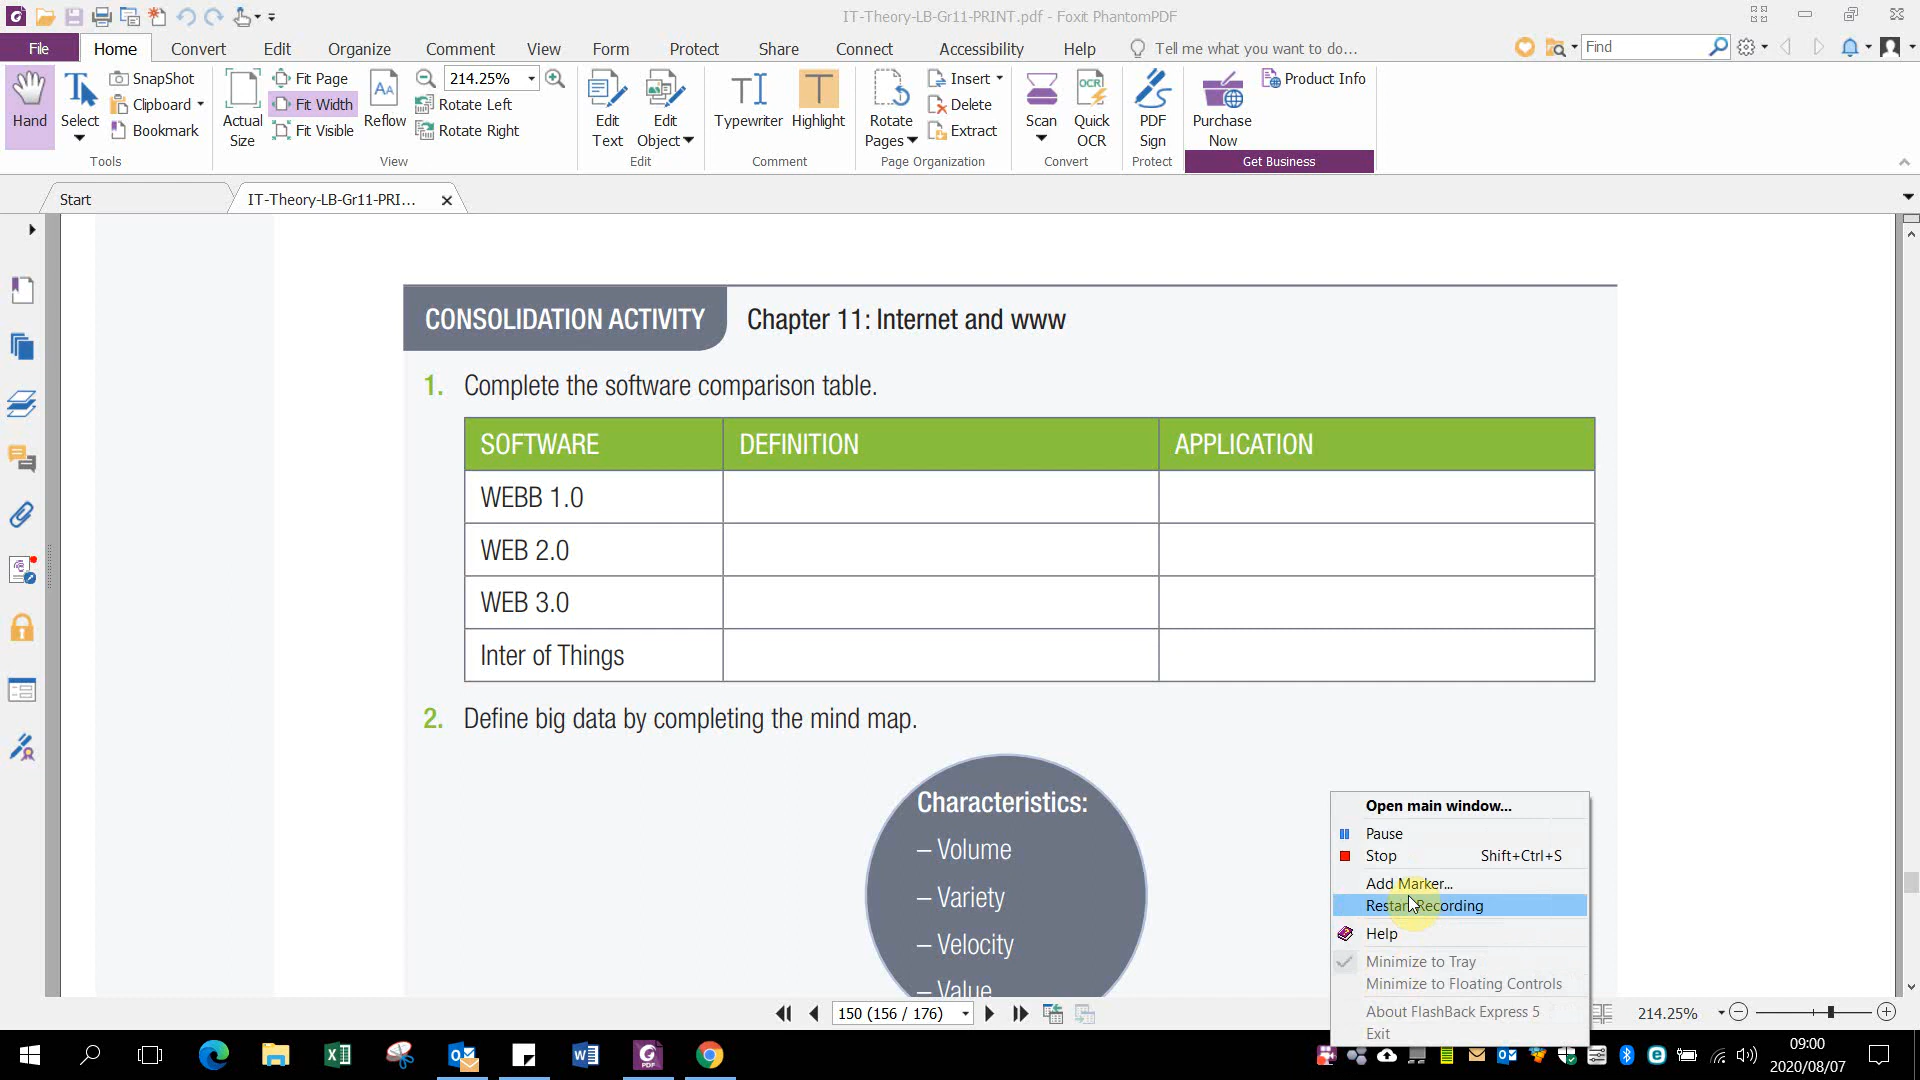 IT-Theory-LB-Gr11-PRINT.pdf - Foxit PhantomPDF
File Home Convert Edit Organize Comment View Form Protect Share Connect Accessibility Help Tell me what you want to do... Find
Hand
Select
SnapShot
Clipboard
Bookmark
Tools
Actual Size
Fit Page
Fit Width
Fit Visible
Reflow
214.25%
Rotate Left
Rotate Right
View
Edit Text
Edit Object
Edit
Typewriter
Highlight
Comment
Rotate Pages
Insert
Delete
Extract
Page Organization
Scan
Quick OCR
Convert
PDF Sign
Protect
Purchase Now
Product Info
Get Business
Start
IT-Theory-LB-Gr11-PRI...
CONSOLIDATION ACTIVITY Chapter 11: Internet and www
1. Complete the software comparison table.
SOFTWARE DEFINITION APPLICATION
WEBB 1.0
WEB 2.0
WEB 3.0
Inter of Things
2. Define big data by completing the mind map.
Characteristics:
– Volume
– Variety
– Velocity
– Value
Open main window...
Pause
Stop Shift+Ctrl+S
Add Marker...
Restart Recording
Help
Minimize to Tray
Minimize to Floating Controls
About FlashBack Express 5
Exit
150 (156 / 176)
214.25%
09:00
2020/08/07